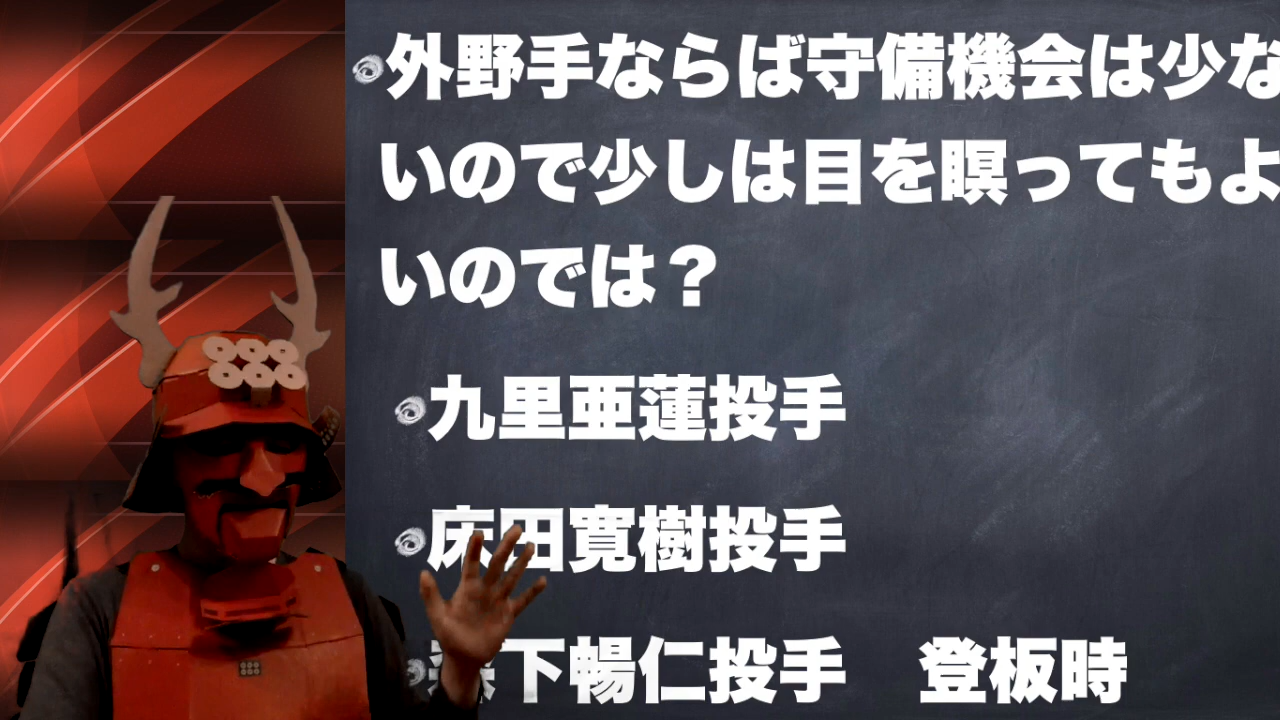 外野手ならば守備機会は少な
いので少しは目を瞑ってもよ
いのでは？
九里亜蓮投手
床田寛樹投手
森下暢仁投手　登板時